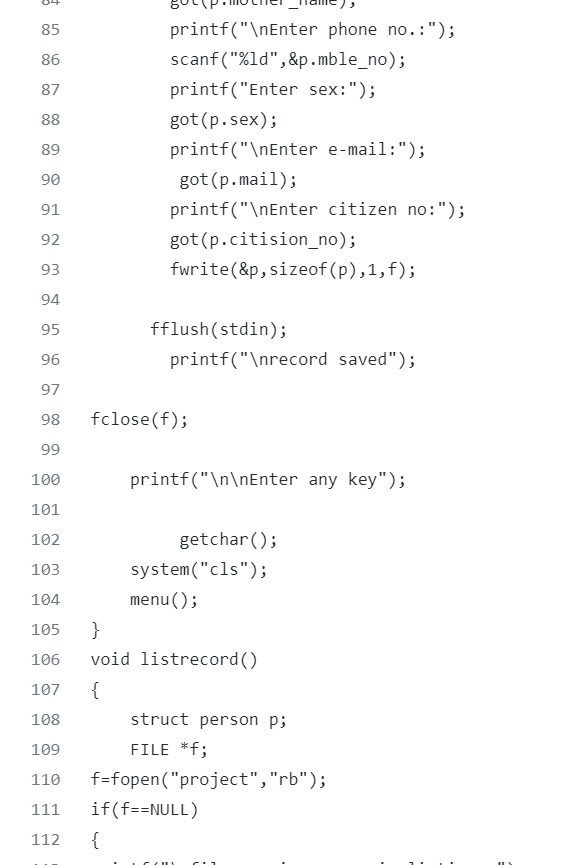 84 got(p.mother_name);
85 printf("\nEnter phone no.:");
86 scanf("%ld",&p.mble_no);
87 printf("Enter sex:");
88 got(p.sex);
89 printf("\nEnter e-mail:");
90 got(p.mail);
91 printf("\nEnter citizen no:");
92 got(p.citision_no);
93 fwrite(&p,sizeof(p),1,f);
94
95 fflush(stdin);
96 printf("\nrecord saved");
97
98 fclose(f);
99
100 printf("\n\nEnter any key");
101
102 getchar();
103 system("cls");
104 menu();
105 }
106 void listrecord()
107 {
108 struct person p;
109 FILE *f;
110 f=fopen("project","rb");
111 if(f==NULL)
112 {